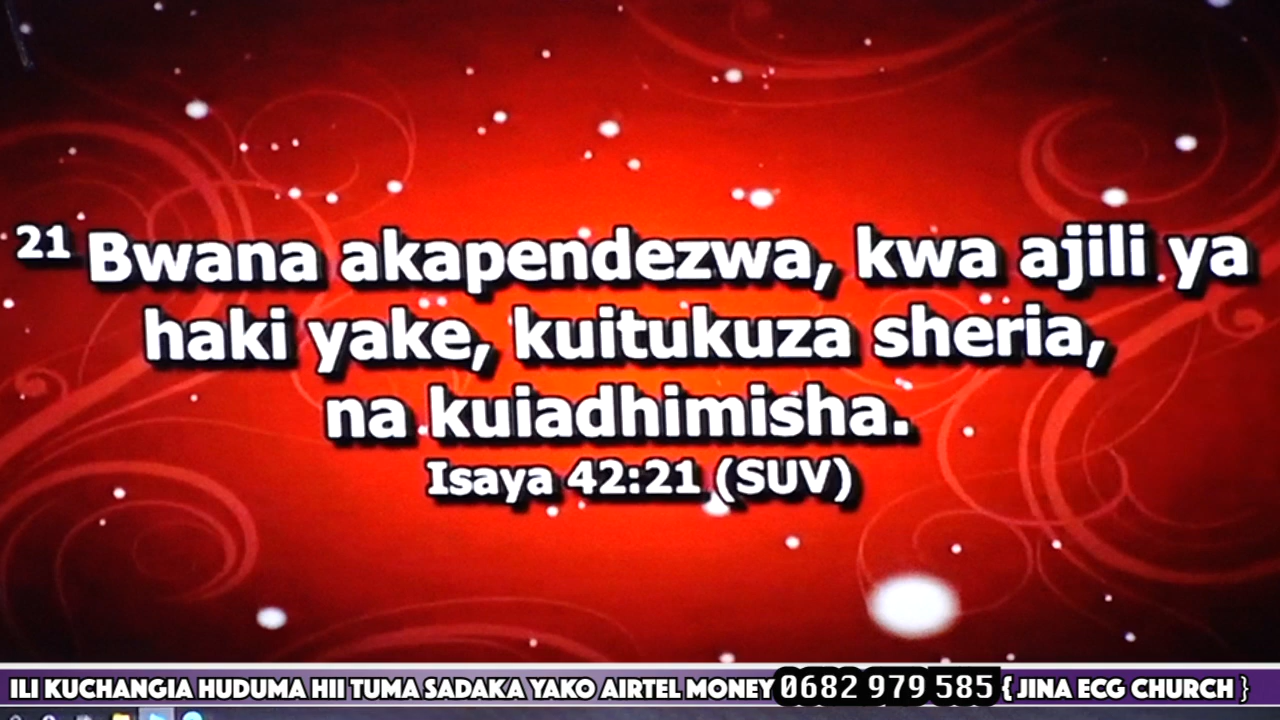 21 Bwana akapendezwa, kwa ajili ya
haki yake, kuitukuza sheria,
na kuiadhimisha.
Isaya 42:21 (SUV)
ILI KUCHANGIA HUDUMA HII TUMA SADAKA YAKO AIRTEL MONEY 0682 979 585 { JINA ECG CHURCH }